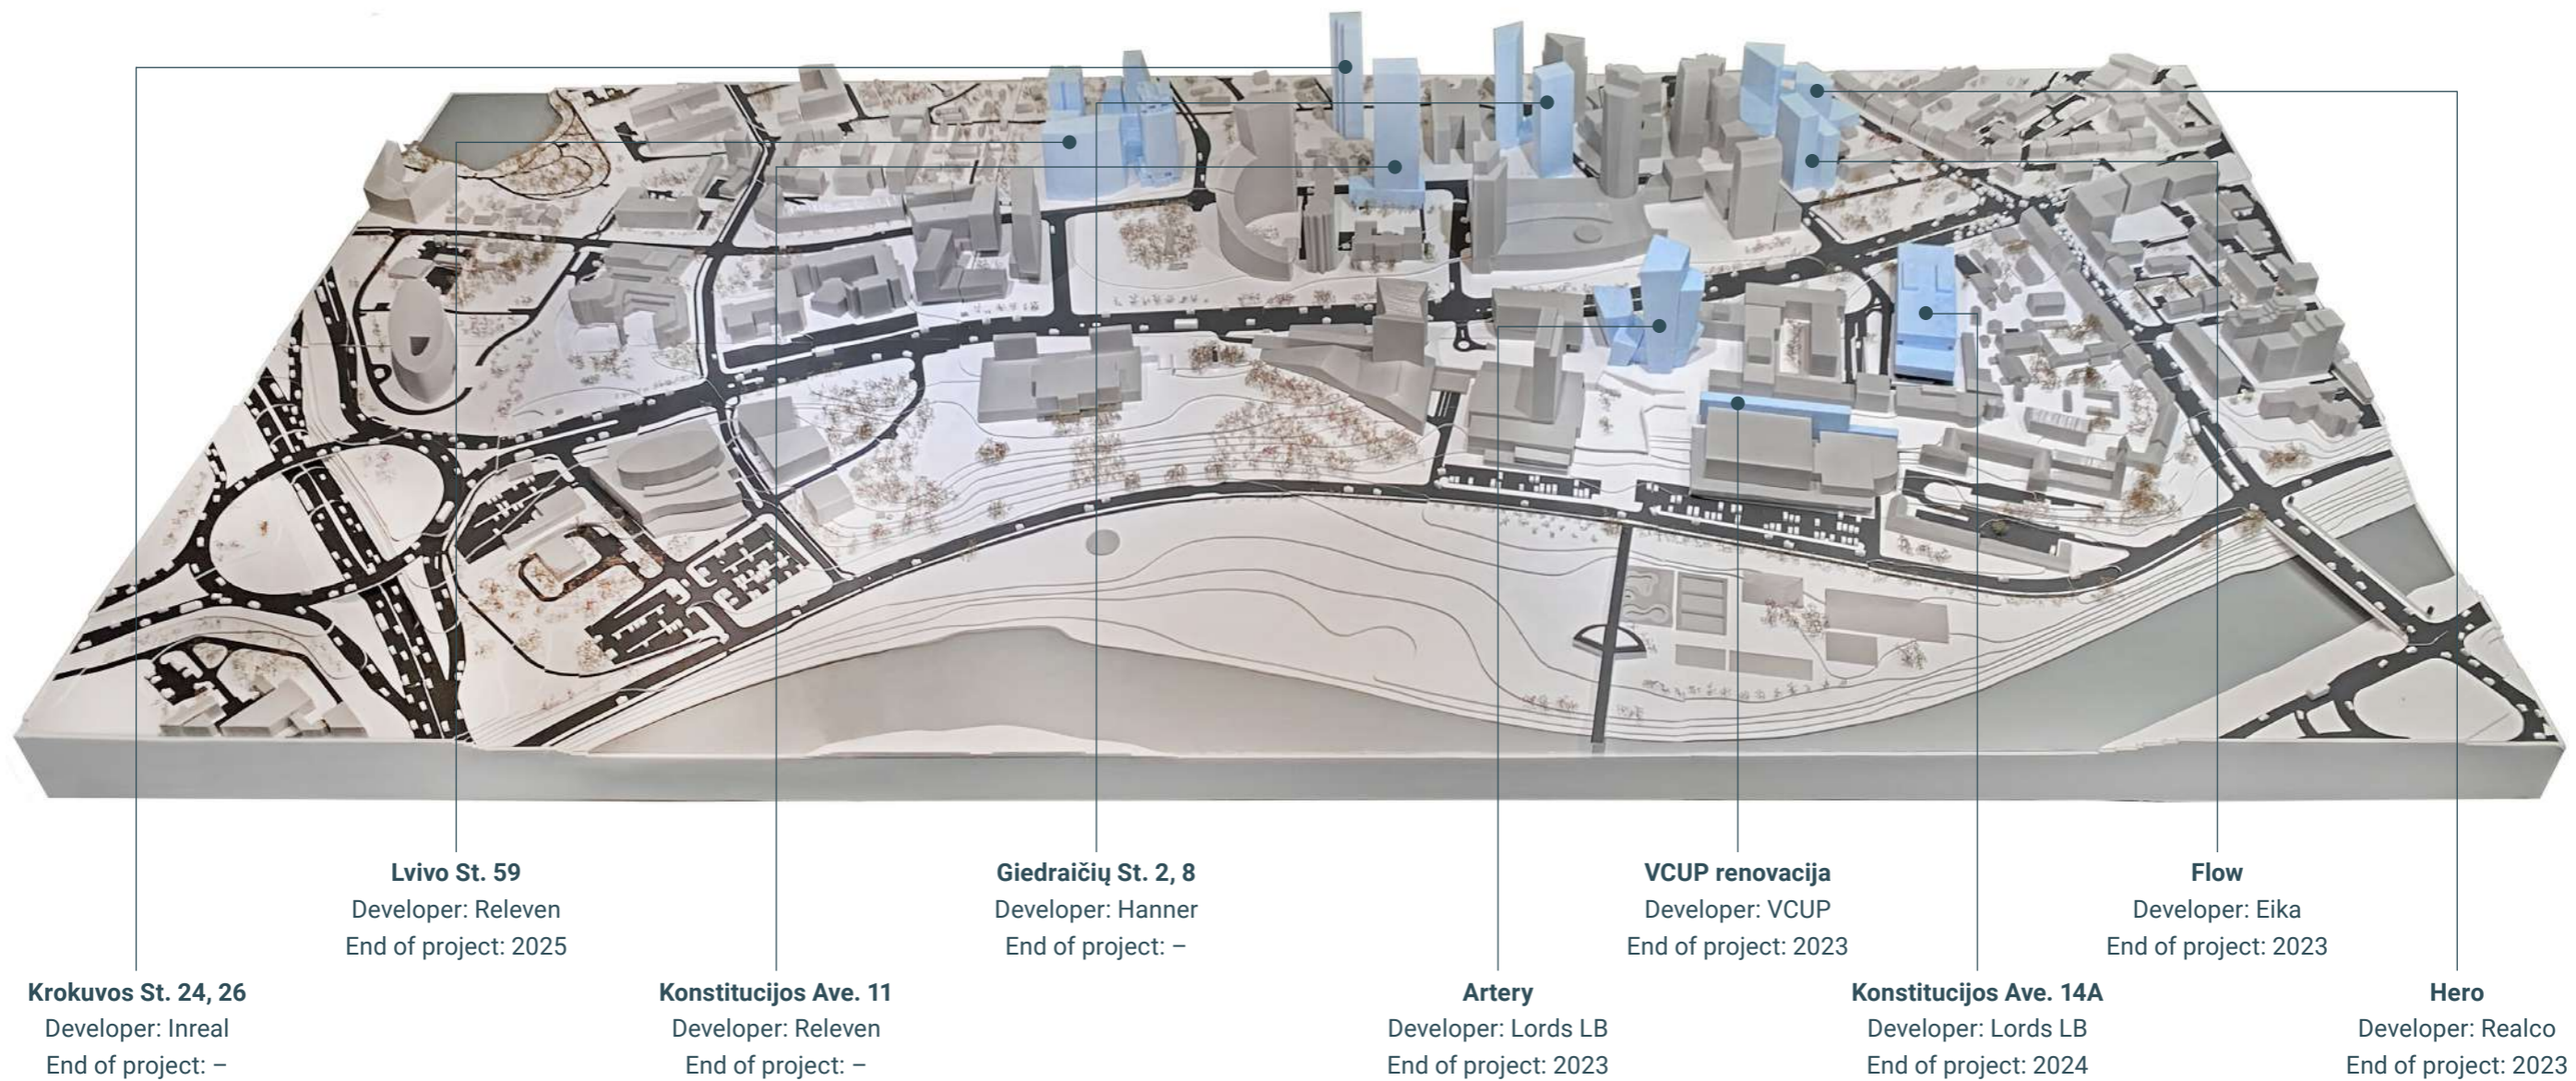 Lvivo St. 59
Developer: Releven
End of project: 2025
Giedraičių St. 2, 8
Developer: Hanner
End of project: –
VCUP renovacija
Developer: VCUP
End of project: 2023
Flow
Developer: Eika
End of project: 2023
Krokuvos St. 24, 26
Developer: Inreal
End of project: –
Konstitucijos Ave. 11
Developer: Releven
End of project: –
Artery
Developer: Lords LB
End of project: 2023
Konstitucijos Ave. 14A
Developer: Lords LB
End of project: 2024
Hero
Developer: Realco
End of project: 2023